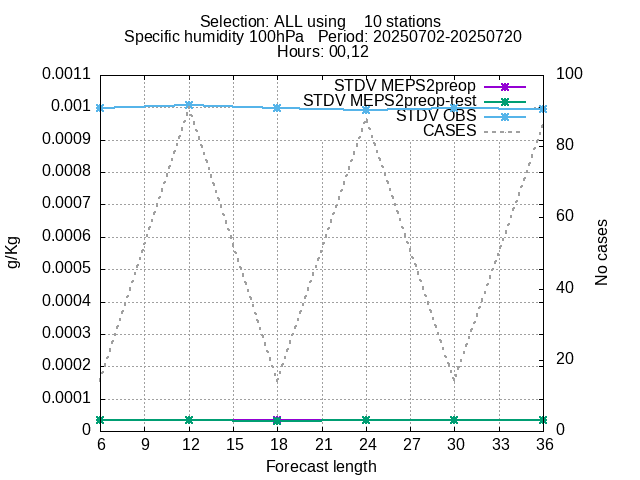 Selection: ALL using    10 stations
Specific humidity 100hPa   Period: 20250702-20250720
Hours: 00,12
0.0011
0.001
0.0009
0.0008
0.0007
0.0006
0.0005
0.0004
0.0003
0.0002
0.0001
0
g/Kg
STDV MEPS2preop
STDV MEPS2preop-test
STDV OBS
CASES
100
80
60
40
20
0
No cases
6 9 12 15 18 21 24 27 30 33 36
Forecast length